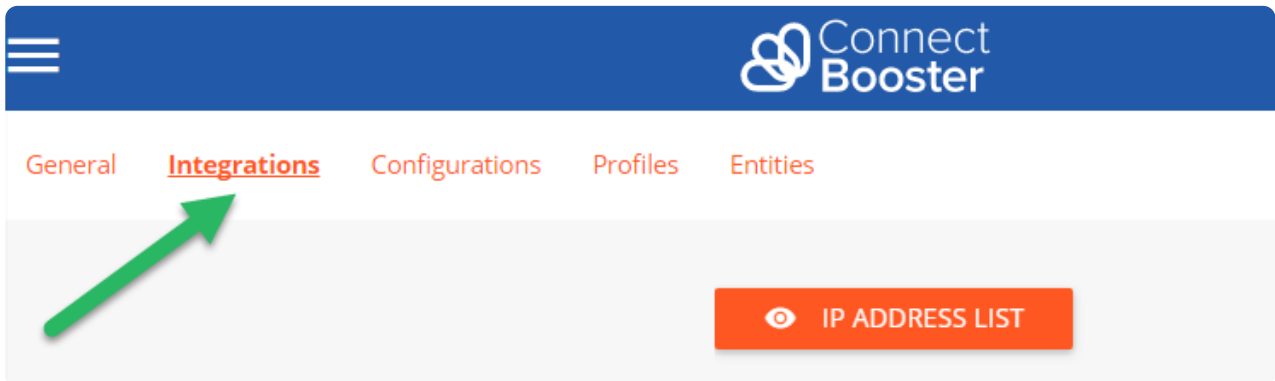 Connect
Booster
General Integrations Configurations Profiles Entities
IP ADDRESS LIST